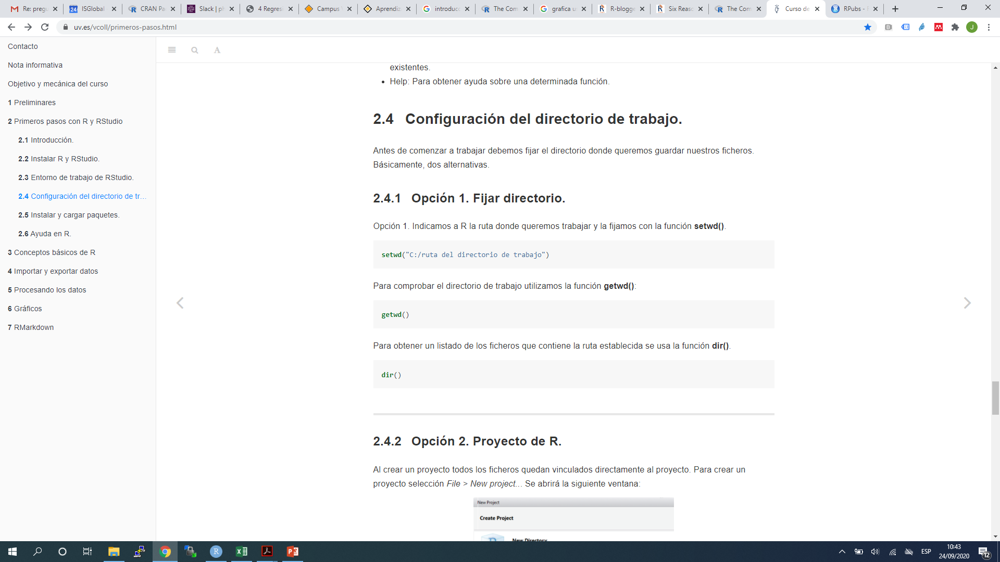 Re: pregu
24 ISGlobal
CRAN Pa
Slack | p
4 Regres
Campus
Aprendiz
introducc
The Com
grafica u
R-blogge
Six Reas
The Com
Curso de
RPubs -
uv.es/vcoll/primeros-pasos.html
J
Contacto
Nota informativa
Objetivo y mecánica del curso
1 Preliminares
2 Primeros pasos con R y RStudio
2.1 Introducción.
2.2 Instalar R y RStudio.
2.3 Entorno de trabajo de RStudio.
2.4 Configuración del directorio de tr...
2.5 Instalar y cargar paquetes.
2.6 Ayuda en R.
3 Conceptos básicos de R
4 Importar y exportar datos
5 Procesando los datos
6 Gráficos
7 RMarkdown
A
existentes.
• Help: Para obtener ayuda sobre una determinada función.
2.4 Configuración del directorio de trabajo.
Antes de comenzar a trabajar debemos fijar el directorio donde queremos guardar nuestros ficheros.
Básicamente, dos alternativas.
2.4.1 Opción 1. Fijar directorio.
Opción 1. Indicamos a R la ruta donde queremos trabajar y la fijamos con la función setwd().
setwd("C:/ruta del directorio de trabajo")
Para comprobar el directorio de trabajo utilizamos la función getwd():
getwd()
Para obtener un listado de los ficheros que contiene la ruta establecida se usa la función dir().
dir()
2.4.2 Opción 2. Proyecto de R.
Al crear un proyecto todos los ficheros quedan vinculados directamente al proyecto. Para crear un
proyecto selección File > New project... Se abrirá la siguiente ventana:
New Project
Create Project
New Directory
ESP
10:43
24/09/2020
12